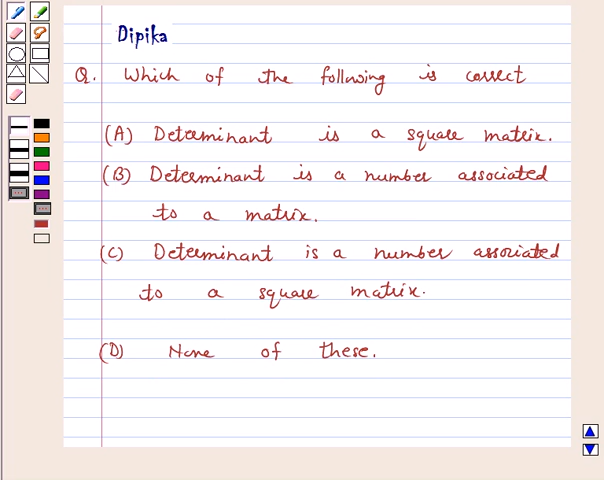 Dipika
Q. Which of the following is correct
(A) Determinant is a square matrix.
(B) Determinant is a number associated
to a matrix.
(C) Determinant is a number associated
to a square matrix.
(D) None of these.